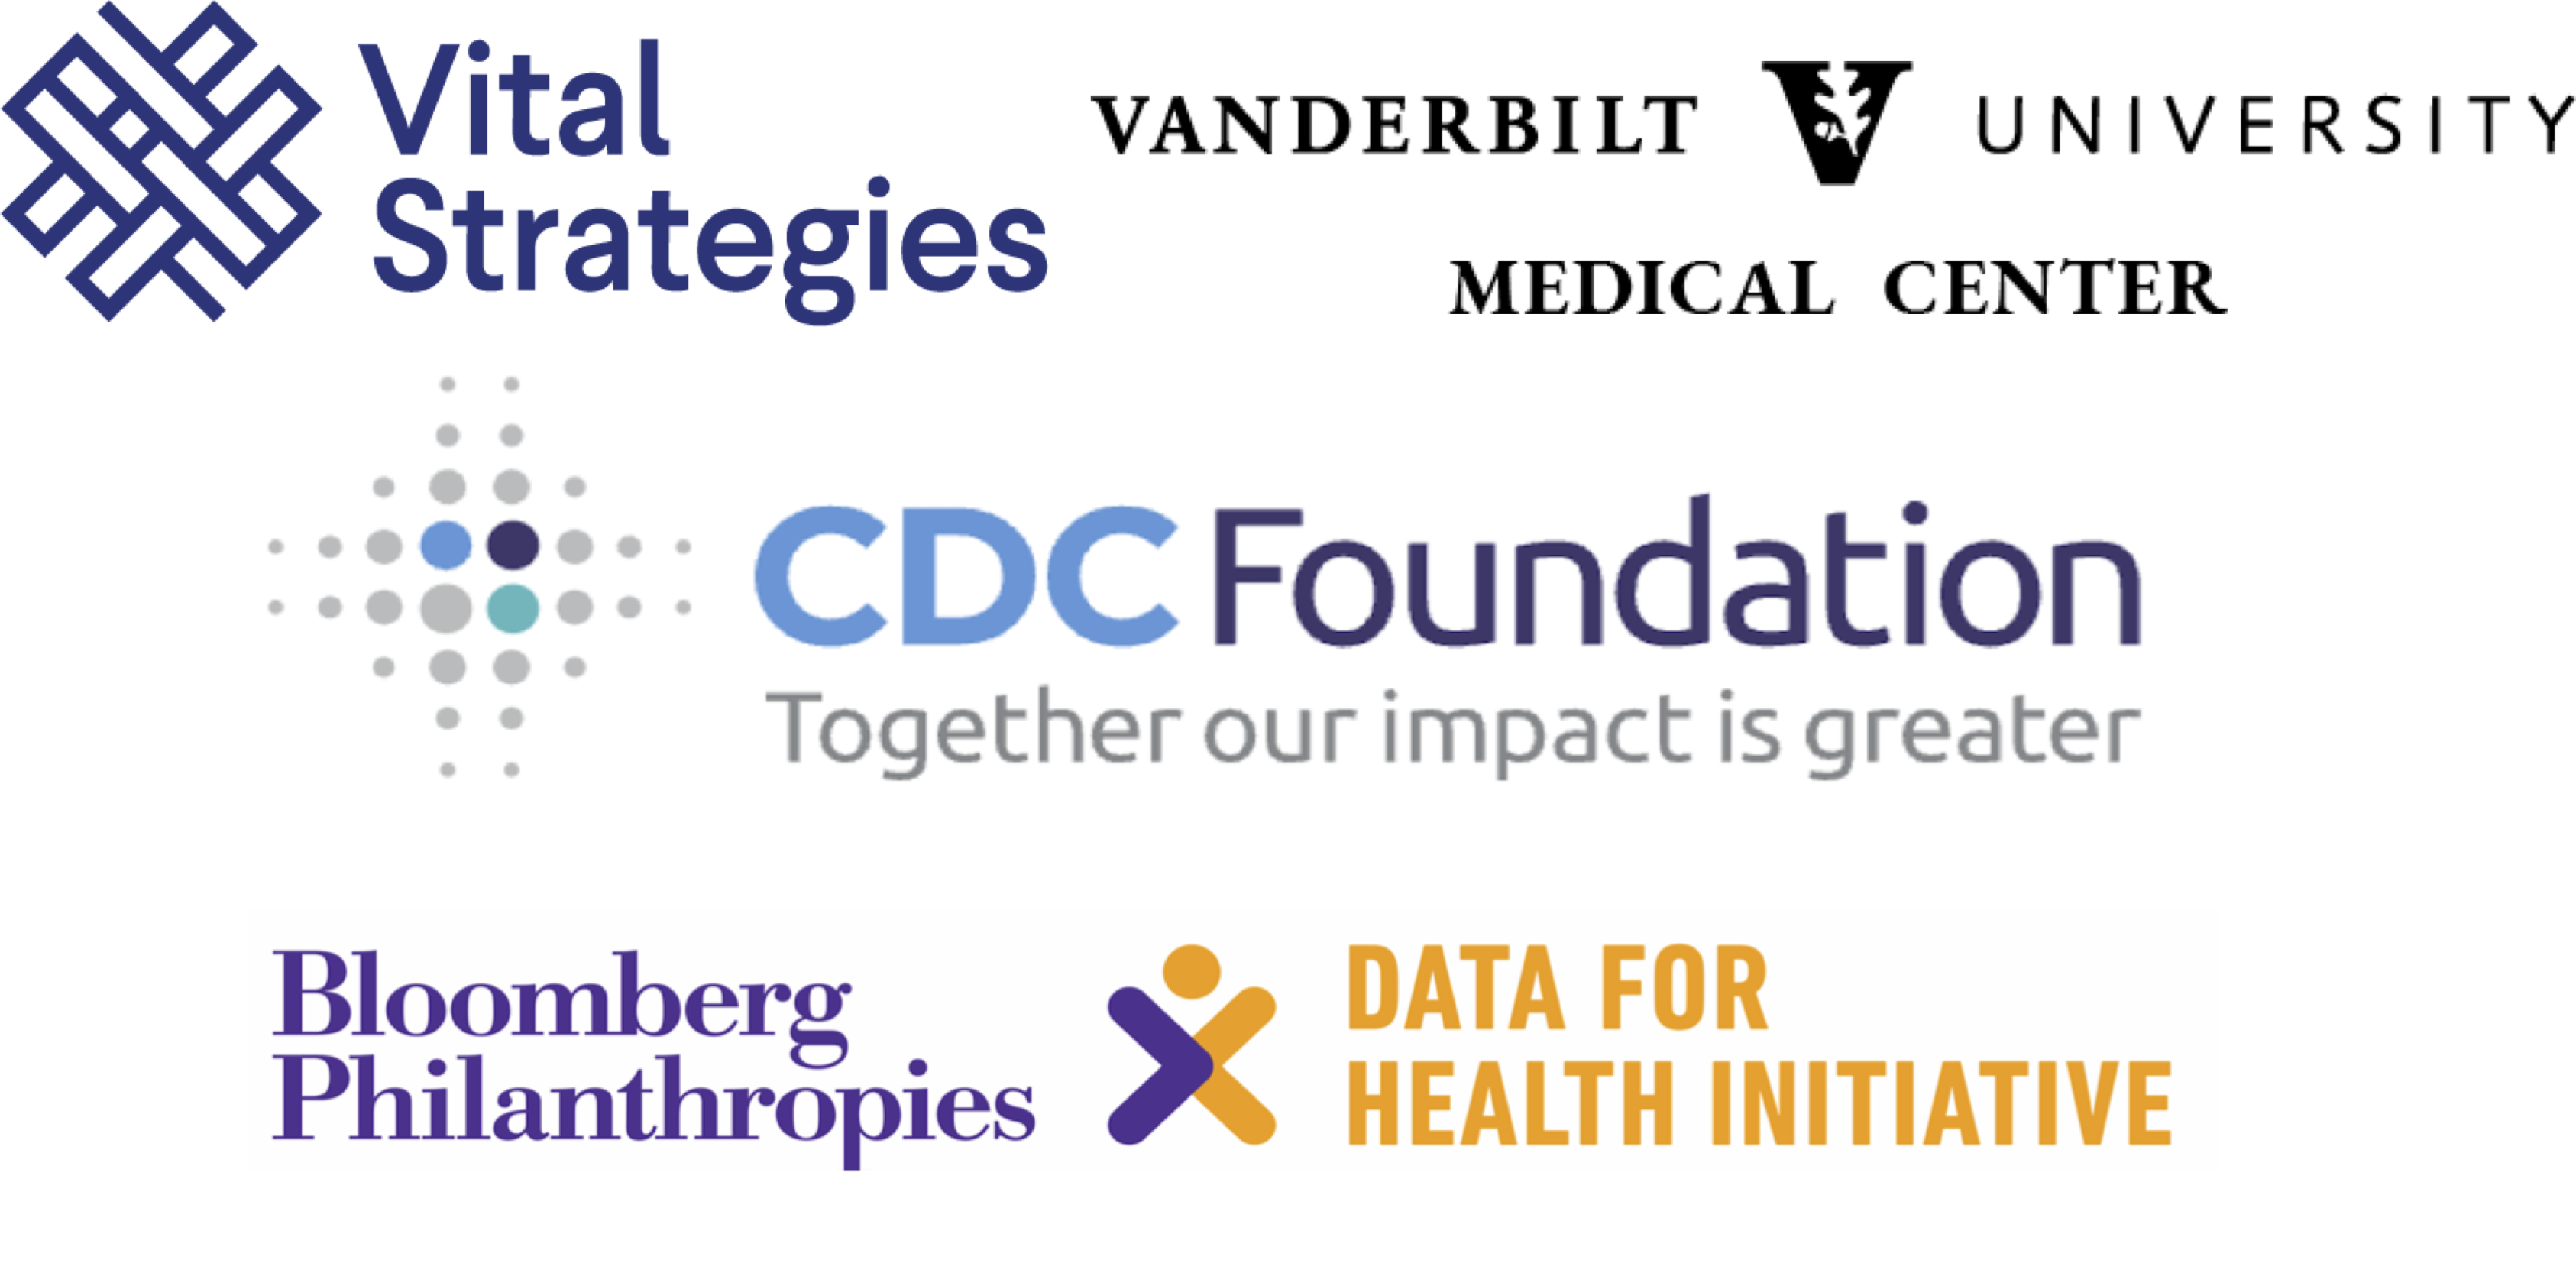 Vital
Strategies
VANDERBILT V UNIVERSITY
MEDICAL CENTER
CDC Foundation
Together our impact is greater
Bloomberg
Philanthropies
DATA FOR
HEALTH INITIATIVE